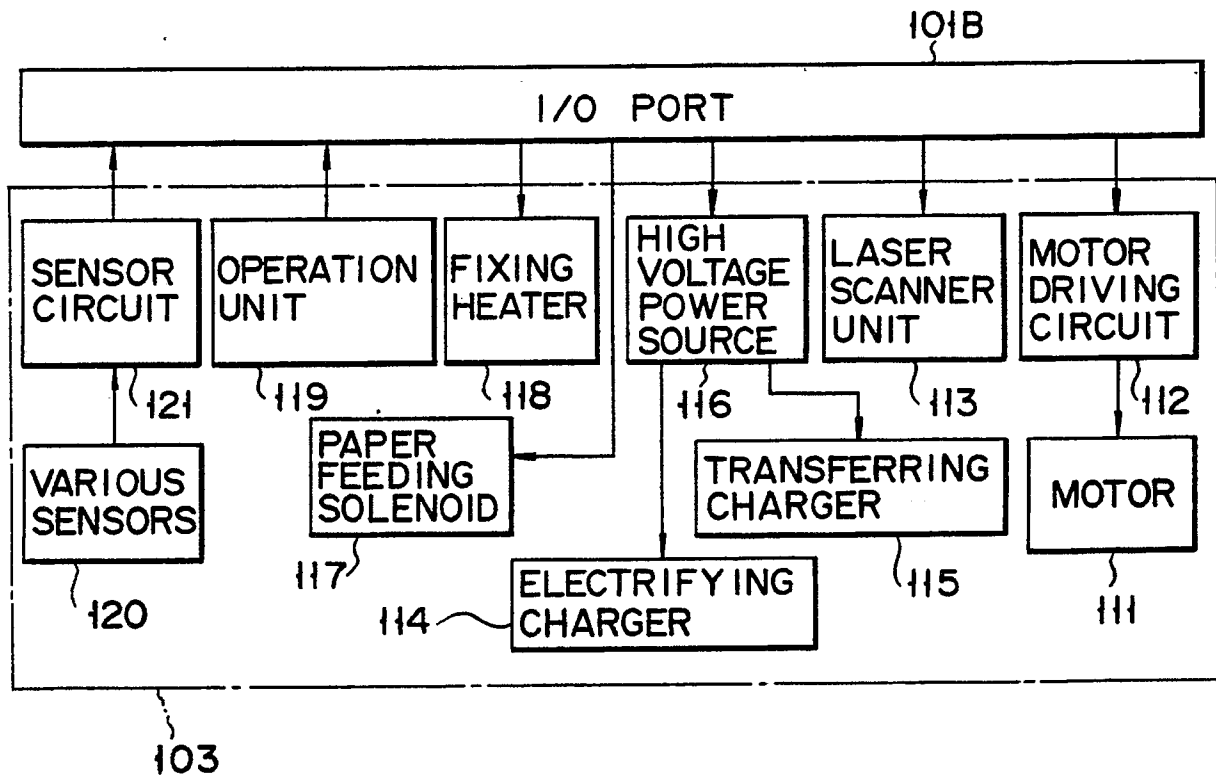 101B
I/O PORT
SENSOR
CIRCUIT
121
OPERATION
UNIT
119
FIXING
HEATER
118
HIGH
VOLTAGE
POWER
SOURCE
116
LASER
SCANNER
UNIT
113
MOTOR
DRIVING
CIRCUIT
112
VARIOUS
SENSORS
120
PAPER
FEEDING
SOLENOID
117
TRANSFERRING
CHARGER
115
MOTOR
111
ELECTRIFYING
CHARGER
114
103